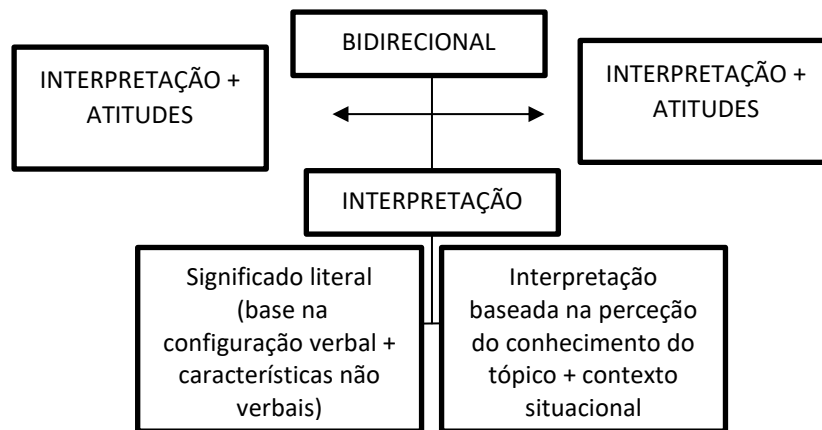 BIDIRECIONAL
INTERPRETAÇÃO +
ATITUDES
INTERPRETAÇÃO +
ATITUDES
INTERPRETAÇÃO
Significado literal
(base na
configuração verbal +
características não
verbais)
Interpretação
baseada na perceção
do conhecimento do
tópico + contexto
situacional